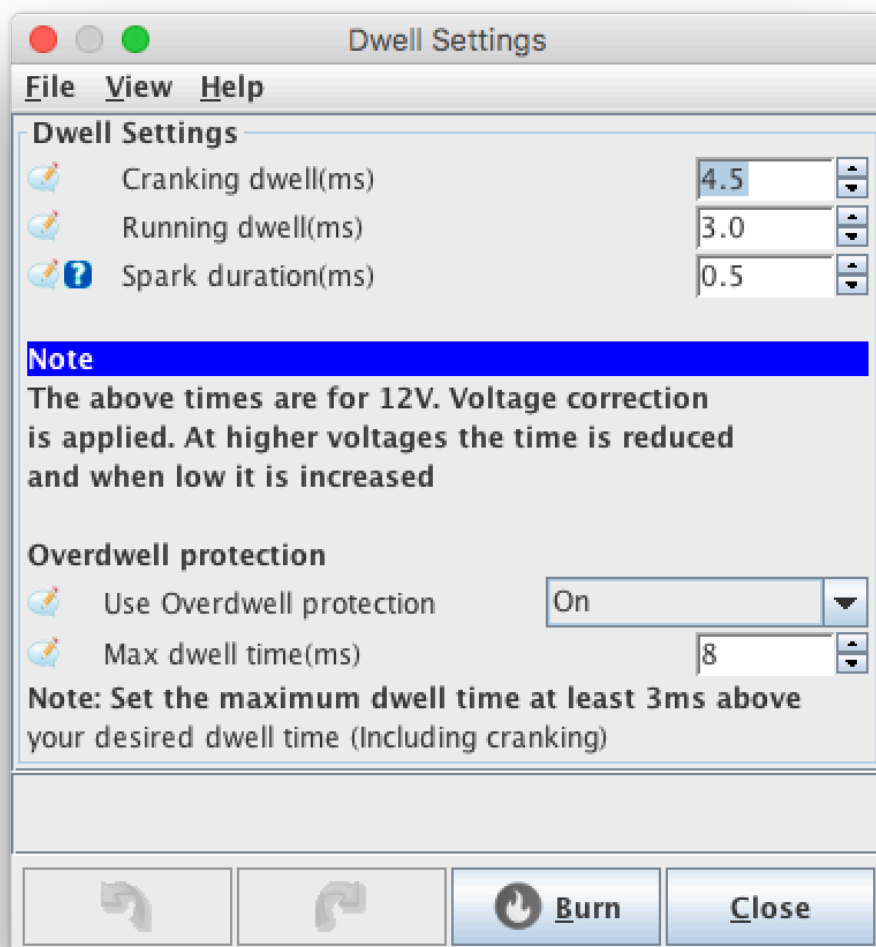 Dwell Settings
File View Help
Dwell Settings
Cranking dwell(ms) 4.5
Running dwell(ms) 3.0
? Spark duration(ms) 0.5
Note
The above times are for 12V. Voltage correction
is applied. At higher voltages the time is reduced
and when low it is increased
Overdwell protection
Use Overdwell protection On
Max dwell time(ms) 8
Note: Set the maximum dwell time at least 3ms above
your desired dwell time (Including cranking)
Burn Close